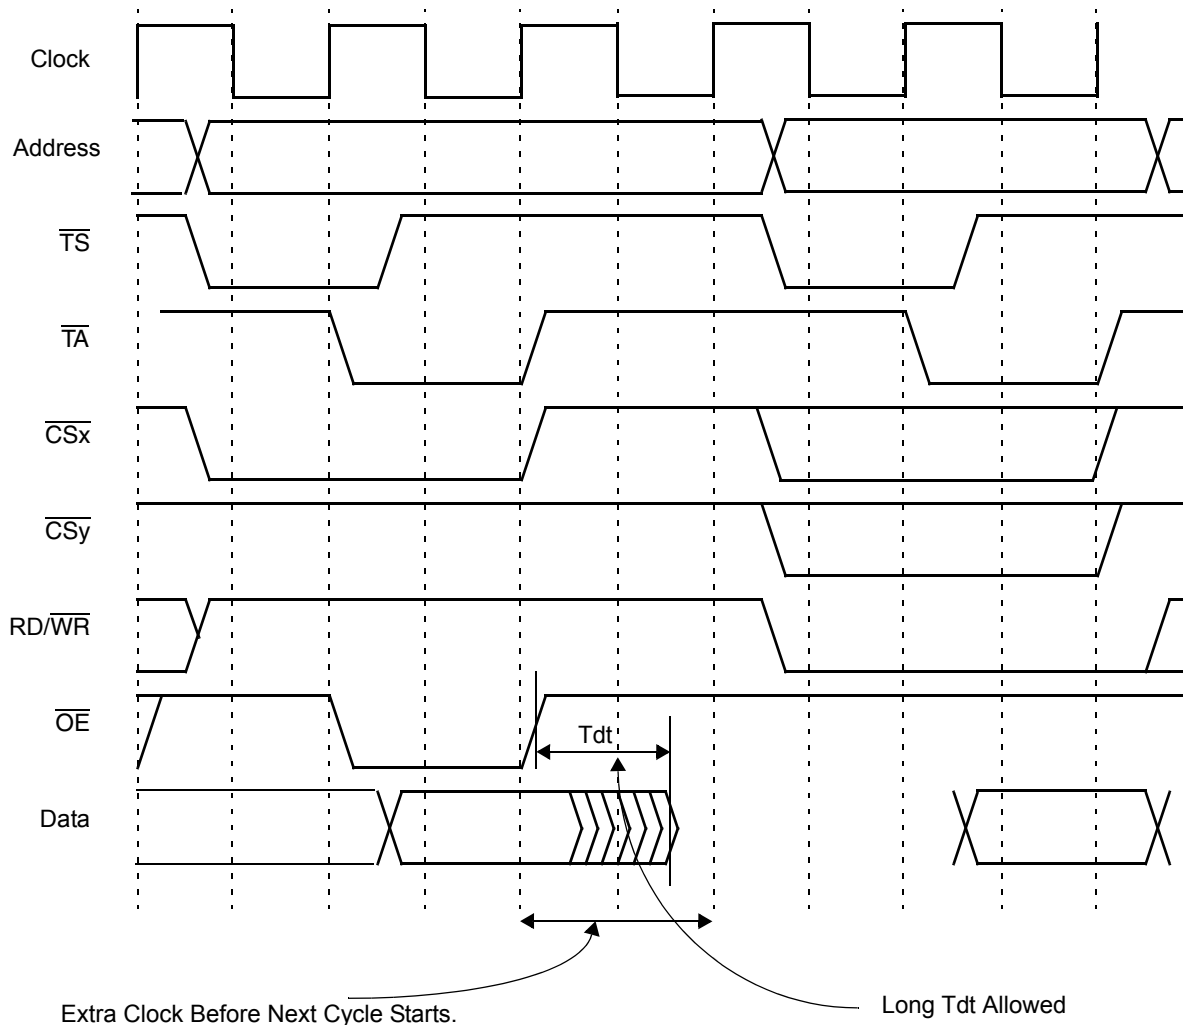 Clock
Address
TS
TA
CSx
CSy
RD/WR
OE
Tdt
Data
Extra Clock Before Next Cycle Starts.
Long Tdt Allowed